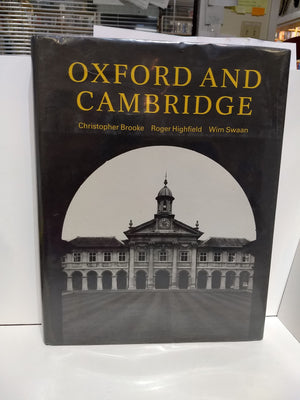 OXFORD AND
CAMBRIDGE
Christopher Brooke Roger Highfield Wim Swaan